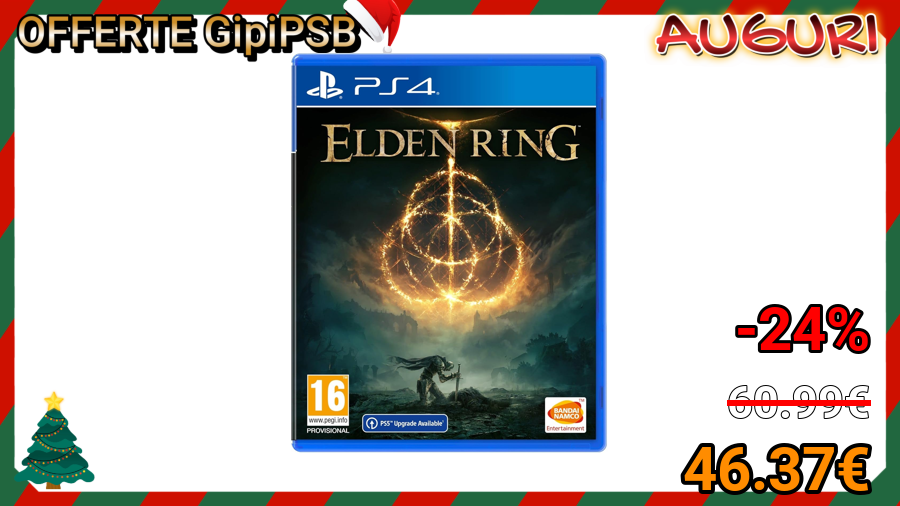 OFFERTE GipiPSB
AUGURI
PS4
ELDEN RING
16
www.pegi.info
PROVISIONAL
PS5 Upgrade Available
BANDAI
NAMCO
Entertainment
-24%
60.99€
46.37€